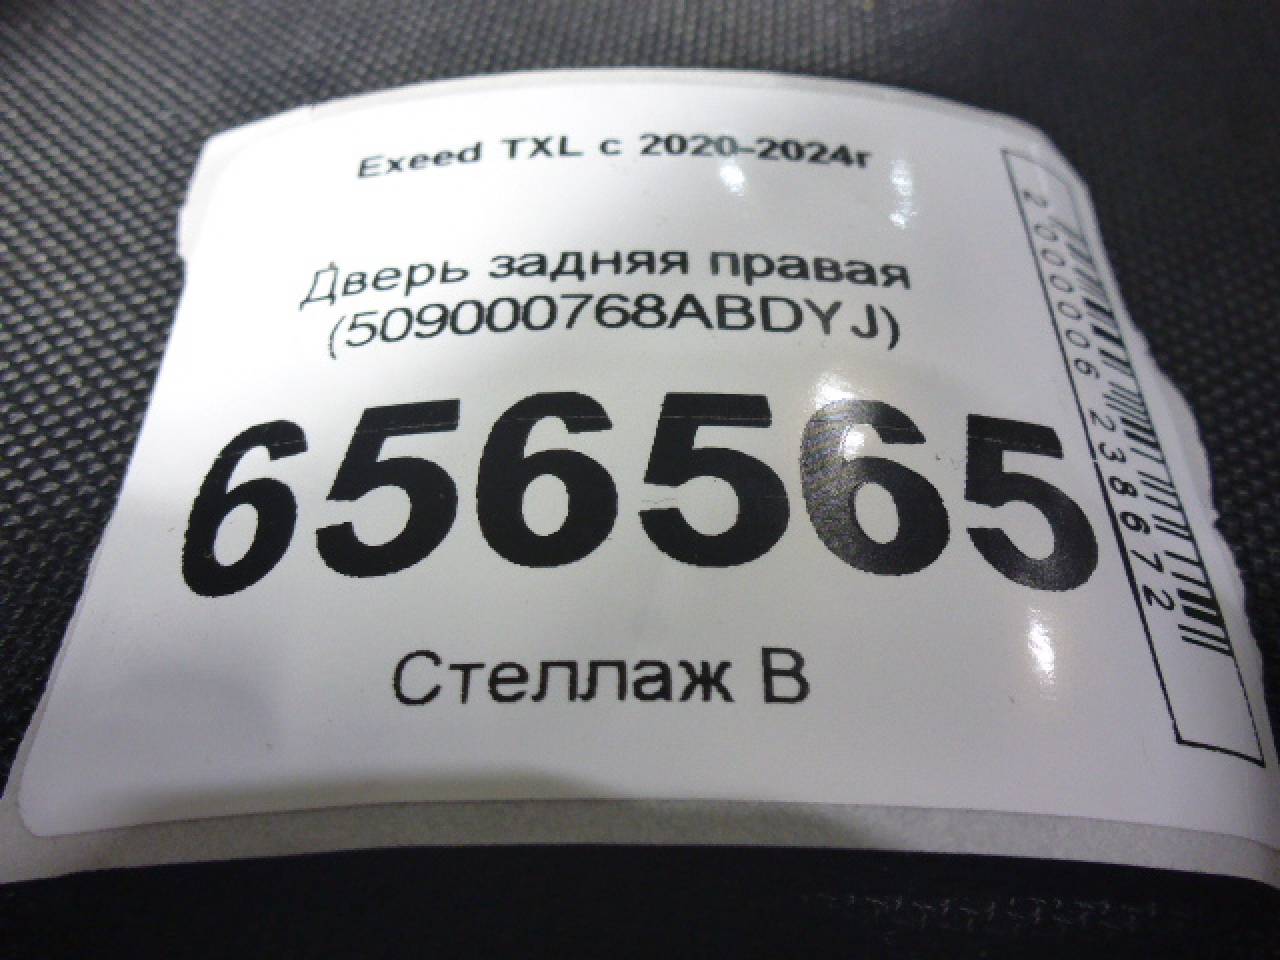 Exeed TXL с 2020-2024г
Дверь задняя правая
(509000768ABDYJ)
656565
Стеллаж В
2000006238672